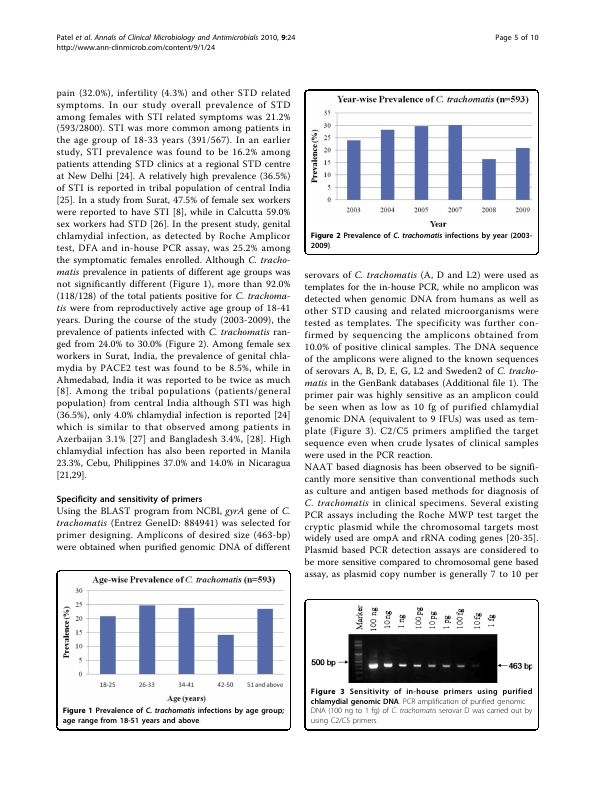 Patel et al. Annals of Clinical Microbiology and Antimicrobials 2010, 9:24
http://www.ann-clinmicrob.com/content/9/1/24
Page 5 of 10
pain (32.0%), infertility (4.3%) and other STD related
symptoms. In our study overall prevalence of STD
among females with STI related symptoms was 21.2%
(593/2800). STI was more common among patients in
the age group of 18-33 years (391/567). In an earlier
study, STI prevalence was found to be 16.2% among
patients attending STD clinics at a regional STD centre
at New Delhi [24]. A relatively high prevalence (36.5%)
of STI is reported in tribal population of central India
[25]. In a study from Surat, 47.5% of female sex workers
were reported to have STI [8], while in Calcutta 59.0%
sex workers had STD [26]. In the present study, genital
chlamydial infection, as detected by Roche Amplicor
test, DFA and in-house PCR assay, was 25.2% among
the symptomatic females enrolled. Although C. tracho-
matis prevalence in patients of different age groups was
not significantly different (Figure 1), more than 92.0%
(118/128) of the total patients positive for C. trachoma-
tis were from reproductively active age group of 18-41
years. During the course of the study (2003-2009), the
prevalence of patients infected with C. trachomatis ran-
ged from 24.0% to 30.0% (Figure 2). Among female sex
workers in Surat, India, the prevalence of genital chla-
mydia by PACE2 test was found to be 8.5%, while in
Ahmedabad, India it was reported to be twice as much
[8]. Among the tribal populations (patients/general
population) from central India although STI was high
(36.5%), only 4.0% chlamydial infection is reported [24]
which is similar to that observed among patients in
Azerbaijan 3.1% [27] and Bangladesh 3.4%, [28]. High
chlamydial infection has also been reported in Manila
23.3%, Cebu, Philippines 37.0% and 14.0% in Nicaragua
[21,29].
Specificity and sensitivity of primers
Using the BLAST program from NCBI, gyrA gene of C.
trachomatis (Entrez GeneID: 884941) was selected for
primer designing. Amplicons of desired size (463-bp)
were obtained when purified genomic DNA of different
Age-wise Prevalence of C. trachomatis (n=593)
Prevalence (%)
30
25
20
15
10
5
0
18-25 26-33 34-41 42-50 51 and above
Age (years)
Figure 1 Prevalence of C. trachomatis infections by age group;
age range from 18-51 years and above.
Year-wise Prevalence of C. trachomatis (n=593)
Prevalence (%)
35
30
25
20
15
10
5
0
2003 2004 2005 2007 2008 2009
Year
Figure 2 Prevalence of C. trachomatis infections by year (2003-
2009).
serovars of C. trachomatis (A, D and L2) were used as
templates for the in-house PCR, while no amplicon was
detected when genomic DNA from humans as well as
other STD causing and related microorganisms were
tested as templates. The specificity was further con-
firmed by sequencing the amplicons obtained from
10.0% of positive clinical samples. The DNA sequence
of the amplicons were aligned to the known sequences
of serovars A, B, D, E, G, L2 and Sweden2 of C. tracho-
matis in the GenBank databases (Additional file 1). The
primer pair was highly sensitive as an amplicon could
be seen when as low as 10 fg of purified chlamydial
genomic DNA (equivalent to 9 IFUs) was used as tem-
plate (Figure 3). C2/C5 primers amplified the target
sequence even when crude lysates of clinical samples
were used in the PCR reaction.
NAAT based diagnosis has been observed to be signifi-
cantly more sensitive than conventional methods such
as culture and antigen based methods for diagnosis of
C. trachomatis in clinical specimens. Several existing
PCR assays including the Roche MWP test target the
cryptic plasmid while the chromosomal targets most
widely used are ompA and rRNA coding genes [20-35].
Plasmid based PCR detection assays are considered to
be more sensitive compared to chromosomal gene based
assay, as plasmid copy number is generally 7 to 10 per
Marker 100 ng 10 ng 1 ng 100 pg 10 pg 1 pg 100 fg 10 fg 1 fg
500 bp
463 bp
Figure 3 Sensitivity of in-house primers using purified
chlamydial genomic DNA. PCR amplification of purified genomic
DNA (100 ng to 1 fg) of C. trachomatis serovar D was carried out by
using C2/C5 primers.